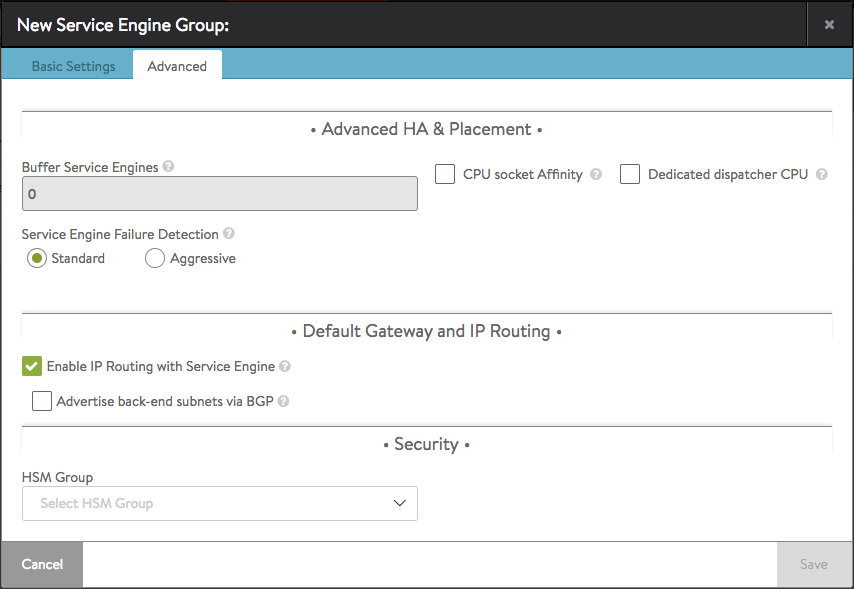 New Service Engine Group:
Basic Settings
Advanced
• Advanced HA & Placement •
Buffer Service Engines
CPU socket Affinity
Dedicated dispatcher CPU
0
Service Engine Failure Detection
Standard
Aggressive
• Default Gateway and IP Routing •
Enable IP Routing with Service Engine
Advertise back-end subnets via BGP
• Security •
HSM Group
Select HSM Group
Cancel
Save